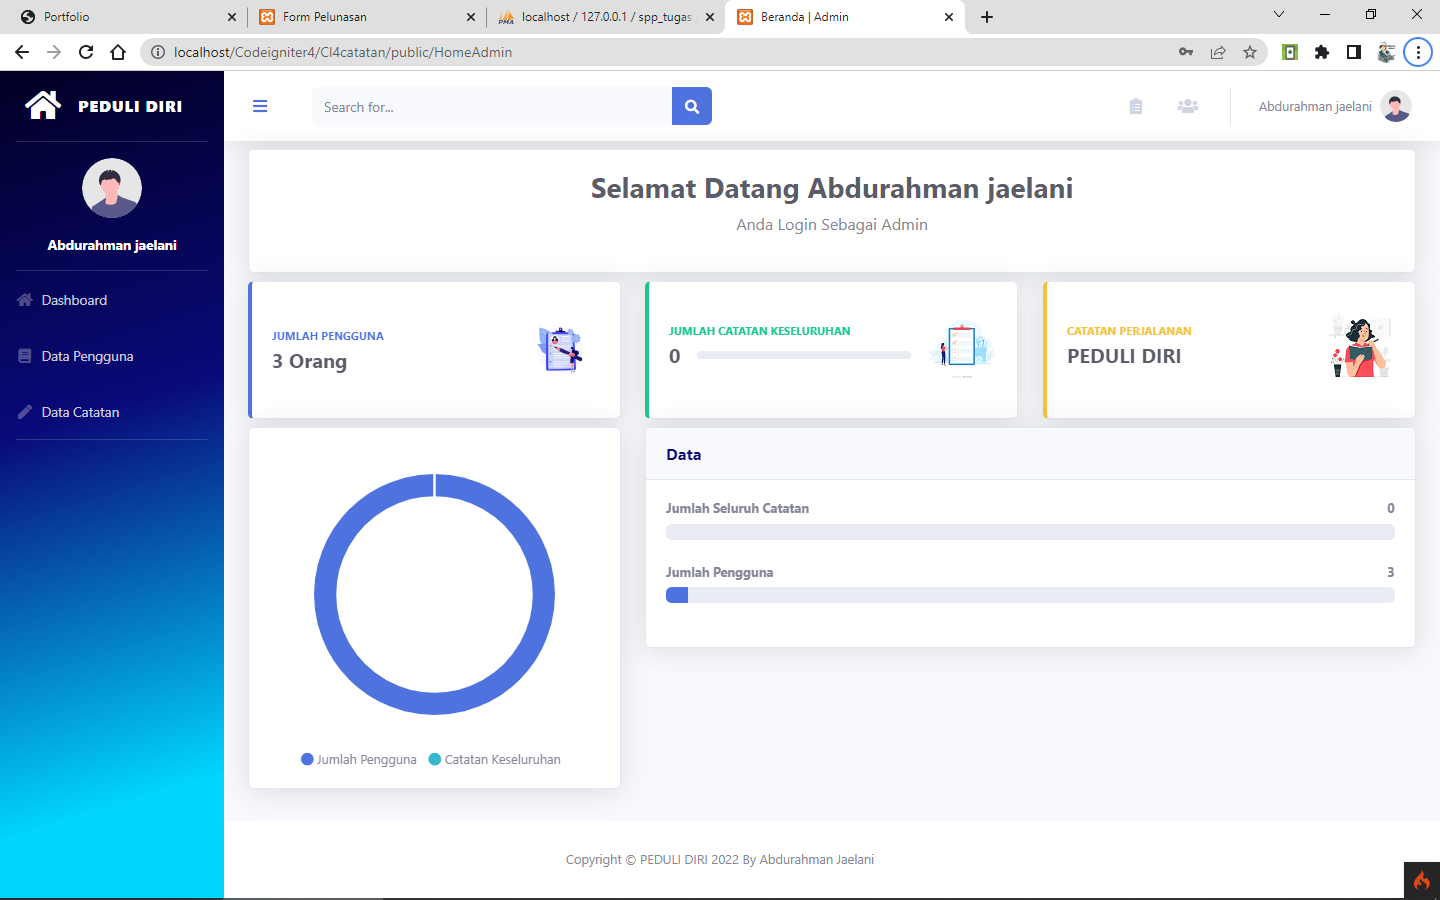 Portfolio
Form Pelunasan
localhost / 127.0.0.1 / spp_tugas
Beranda | Admin
localhost/Codeigniter4/CI4catatan/public/HomeAdmin
PEDULI DIRI
Search for...
Abdurahman jaelani
Abdurahman jaelani
Dashboard
Data Pengguna
Data Catatan
Selamat Datang Abdurahman jaelani
Anda Login Sebagai Admin
JUMLAH PENGGUNA
3 Orang
JUMLAH CATATAN KESELURUHAN
0
CATATAN PERJALANAN
PEDULI DIRI
Jumlah Pengguna
Catatan Keseluruhan
Data
Jumlah Seluruh Catatan 0
Jumlah Pengguna 3
Copyright © PEDULI DIRI 2022 By Abdurahman Jaelani